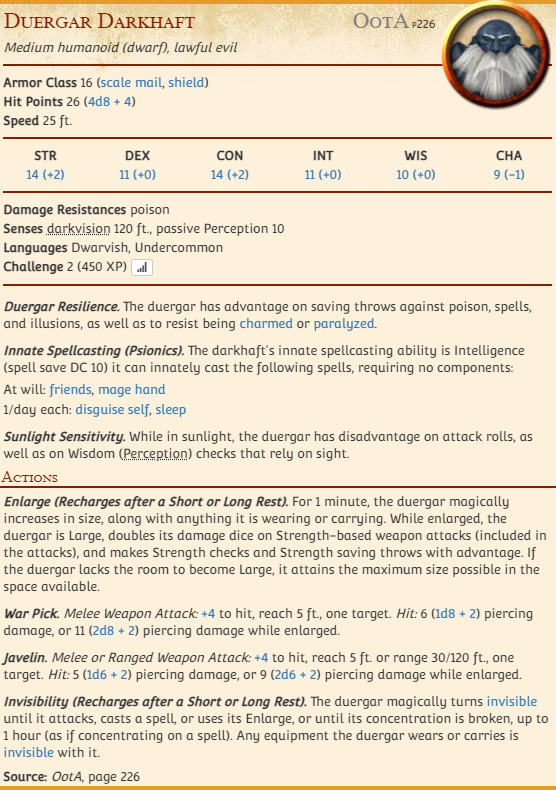 Duergar Darkhaft OotA p226
Medium humanoid (dwarf), lawful evil
Armor Class 16 (scale mail, shield)
Hit Points 26 (4d8 + 4)
Speed 25 ft.
STR DEX CON INT WIS CHA
14 (+2) 11 (+0) 14 (+2) 11 (+0) 10 (+0) 9 (−1)
Damage Resistances poison
Senses darkvision 120 ft., passive Perception 10
Languages Dwarvish, Undercommon
Challenge 2 (450 XP)
Duergar Resilience. The duergar has advantage on saving throws against poison, spells,
and illusions, as well as to resist being charmed or paralyzed.
Innate Spellcasting (Psionics). The darkhaft's innate spellcasting ability is Intelligence
(spell save DC 10) it can innately cast the following spells, requiring no components:
At will: friends, mage hand
1/day each: disguise self, sleep
Sunlight Sensitivity. While in sunlight, the duergar has disadvantage on attack rolls, as
well as on Wisdom (Perception) checks that rely on sight.
Actions
Enlarge (Recharges after a Short or Long Rest). For 1 minute, the duergar magically
increases in size, along with anything it is wearing or carrying. While enlarged, the
duergar is Large, doubles its damage dice on Strength-based weapon attacks (included in
the attacks), and makes Strength checks and Strength saving throws with advantage. If
the duergar lacks the room to become Large, it attains the maximum size possible in the
space available.
War Pick. Melee Weapon Attack: +4 to hit, reach 5 ft., one target. Hit: 6 (1d8 + 2) piercing
damage, or 11 (2d8 + 2) piercing damage while enlarged.
Javelin. Melee or Ranged Weapon Attack: +4 to hit, reach 5 ft. or range 30/120 ft., one
target. Hit: 5 (1d6 + 2) piercing damage, or 9 (2d6 + 2) piercing damage while enlarged.
Invisibility (Recharges after a Short or Long Rest). The duergar magically turns invisible
until it attacks, casts a spell, or uses its Enlarge, or until its concentration is broken, up to
1 hour (as if concentrating on a spell). Any equipment the duergar wears or carries is
invisible with it.
Source: OotA, page 226